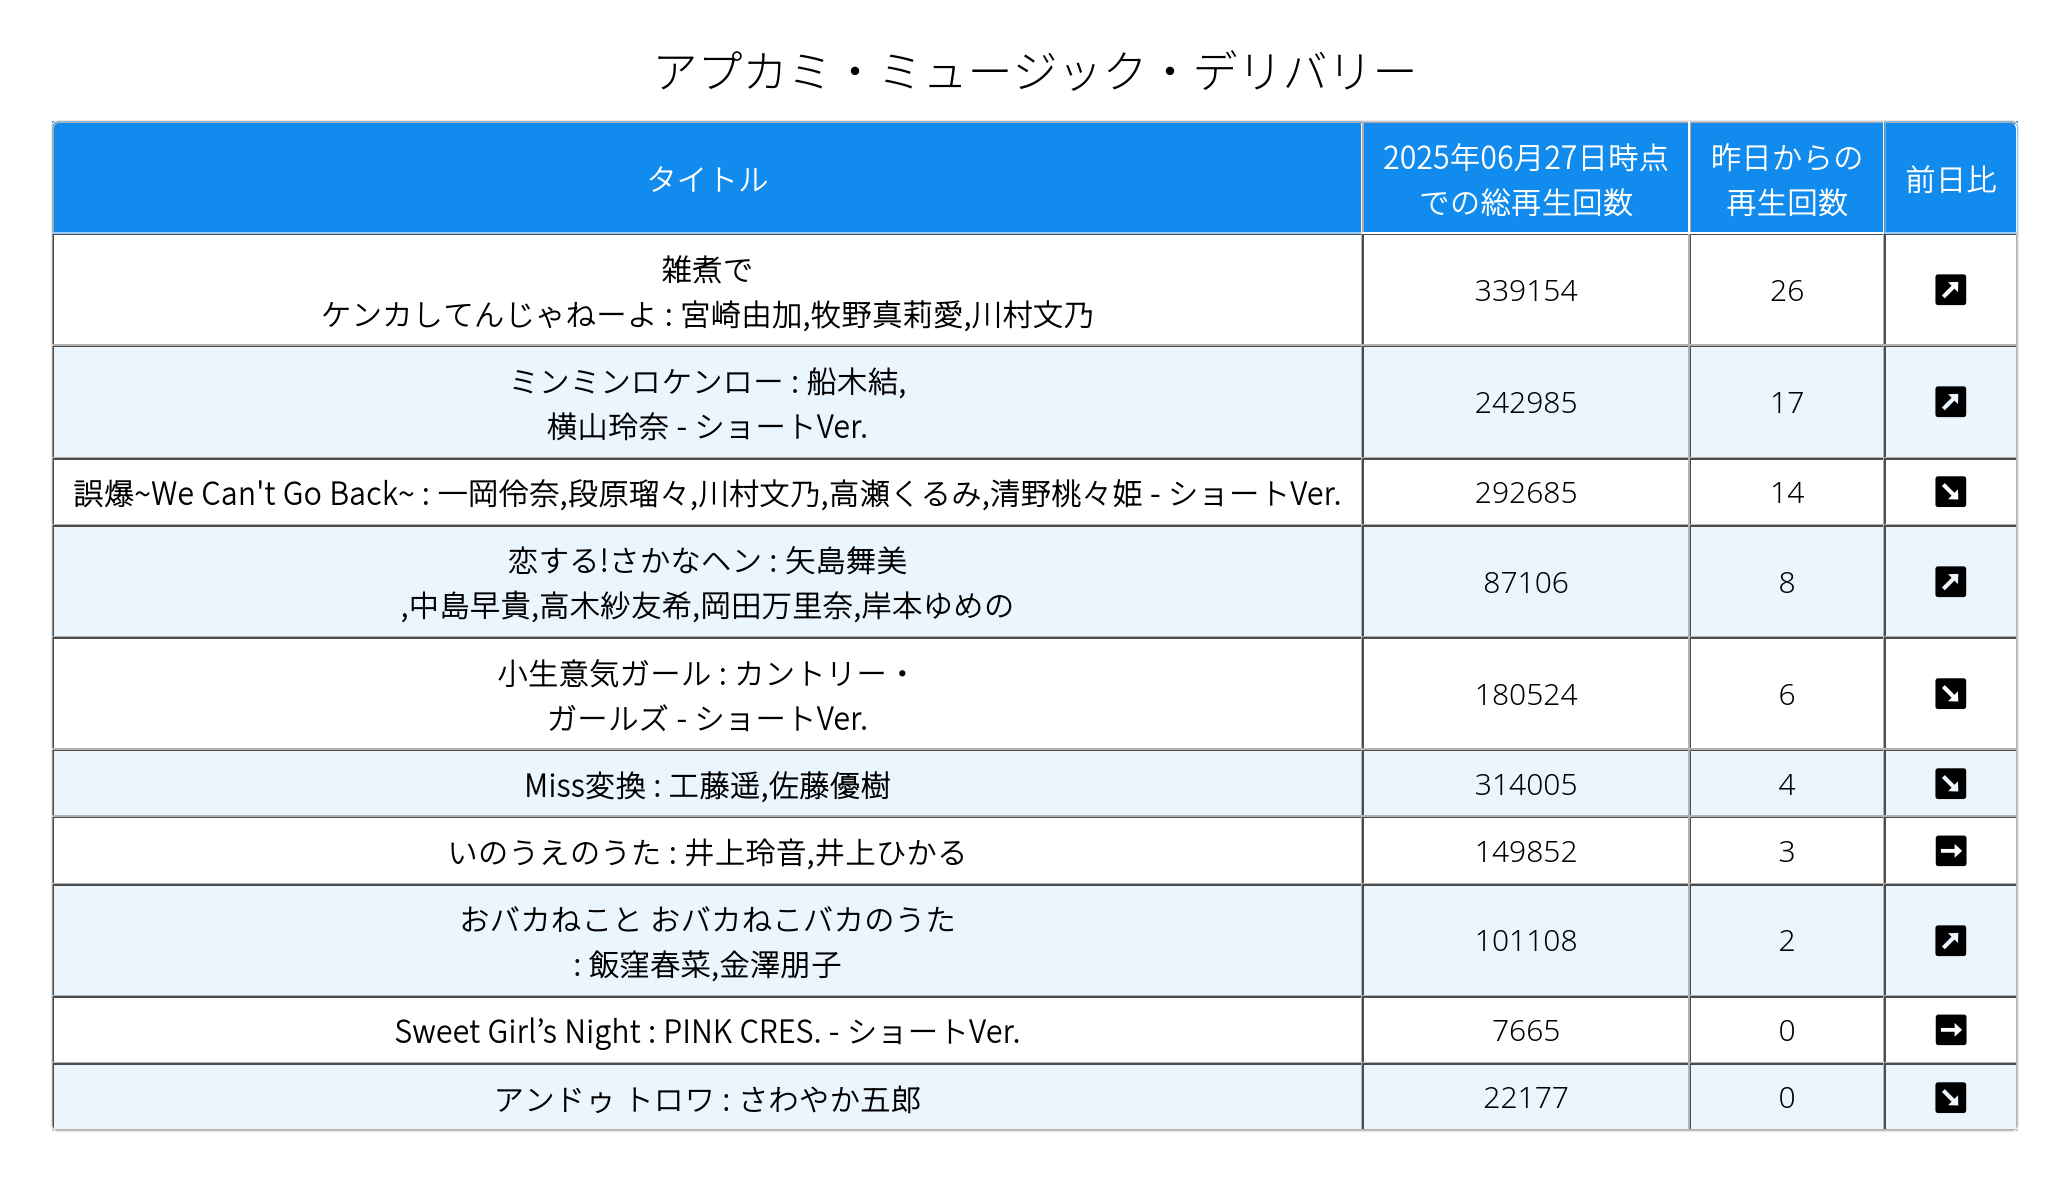 アプカミ・ミュージック・デリバリー
タイトル
2025年06月27日時点
での総再生回数
昨日からの
再生回数
前日比
雑煮で
ケンカしてんじゃねーよ : 宮崎由加,牧野真莉愛,川村文乃
339154
26
ミンミンロケンロー : 船木結,
横山玲奈 - ショートVer.
242985
17
誤爆~We Can't Go Back~ : 一岡伶奈,段原瑠々,川村文乃,高瀬くるみ,清野桃々姫 - ショートVer.
292685
14
恋する!さかなヘン : 矢島舞美
,中島早貴,高木紗友希,岡田万里奈,岸本ゆめの
87106
8
小生意気ガール : カントリー・
ガールズ - ショートVer.
180524
6
Miss変換 : 工藤遥,佐藤優樹
314005
4
いのうえのうた : 井上玲音,井上ひかる
149852
3
おバカねこと おバカねこバカのうた
: 飯窪春菜,金澤朋子
101108
2
Sweet Girl’s Night : PINK CRES. - ショートVer.
7665
0
アンドゥ トロワ : さわやか五郎
22177
0